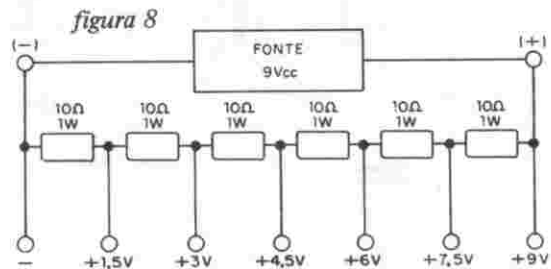 figura 8
(-)
(+)
FONTE
9Vcc
10Ω 10Ω 10Ω 10Ω 10Ω 10Ω
1W 1W 1W 1W 1W 1W
- +1,5V +3V +4,5V +6V +7,5V +9V